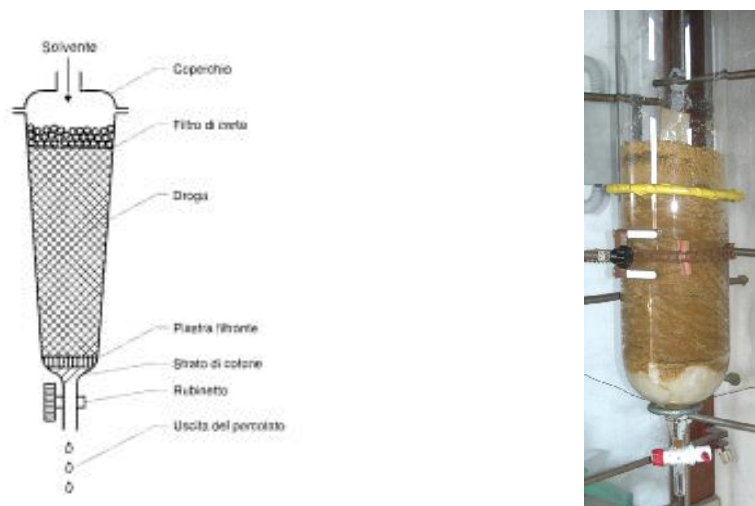 Solvente
Coperchio
Filtro di carta
Droga
Piastra filtrante
Strato di cotone
Rubinetto
Uscita del percolato